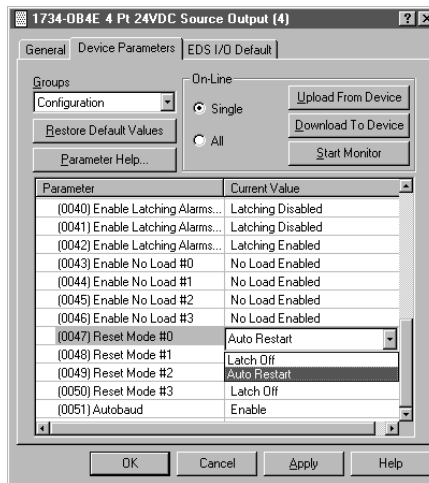 1734-OB4E 4 Pt 24VDC Source Output (4)
General Device Parameters EDS I/O Default
Groups
Configuration
Restore Default Values
Parameter Help...
On-Line
Single
All
Upload From Device
Download To Device
Start Monitor
Parameter Current Value
(0040) Enable Latching Alarms... Latching Disabled
(0041) Enable Latching Alarms... Latching Disabled
(0042) Enable Latching Alarms... Latching Enabled
(0043) Enable No Load #0 No Load Enabled
(0044) Enable No Load #1 No Load Enabled
(0045) Enable No Load #2 No Load Enabled
(0046) Enable No Load #3 No Load Enabled
(0047) Reset Mode #0 Auto Restart
(0048) Reset Mode #1 Latch Off
(0049) Reset Mode #2 Auto Restart
(0050) Reset Mode #3 Latch Off
(0051) Autobaud Enable
OK Cancel Apply Help